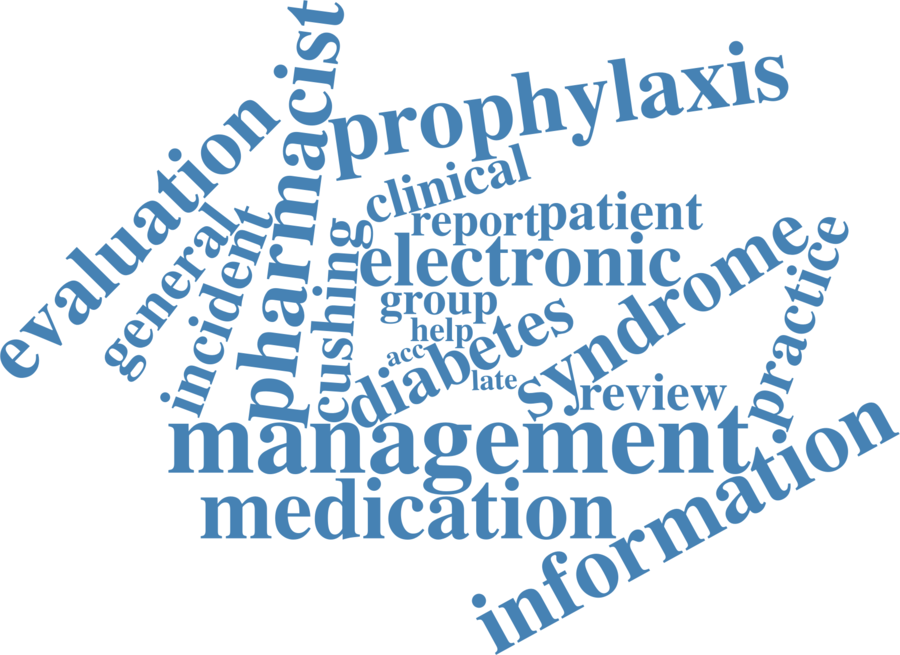 pharmacist
prophylaxis
evaluation
clinical
general
incident
report
patient
cushing
electronic
syndrome
practice
group
help
diabetes
acc
late
review
management
information
medication